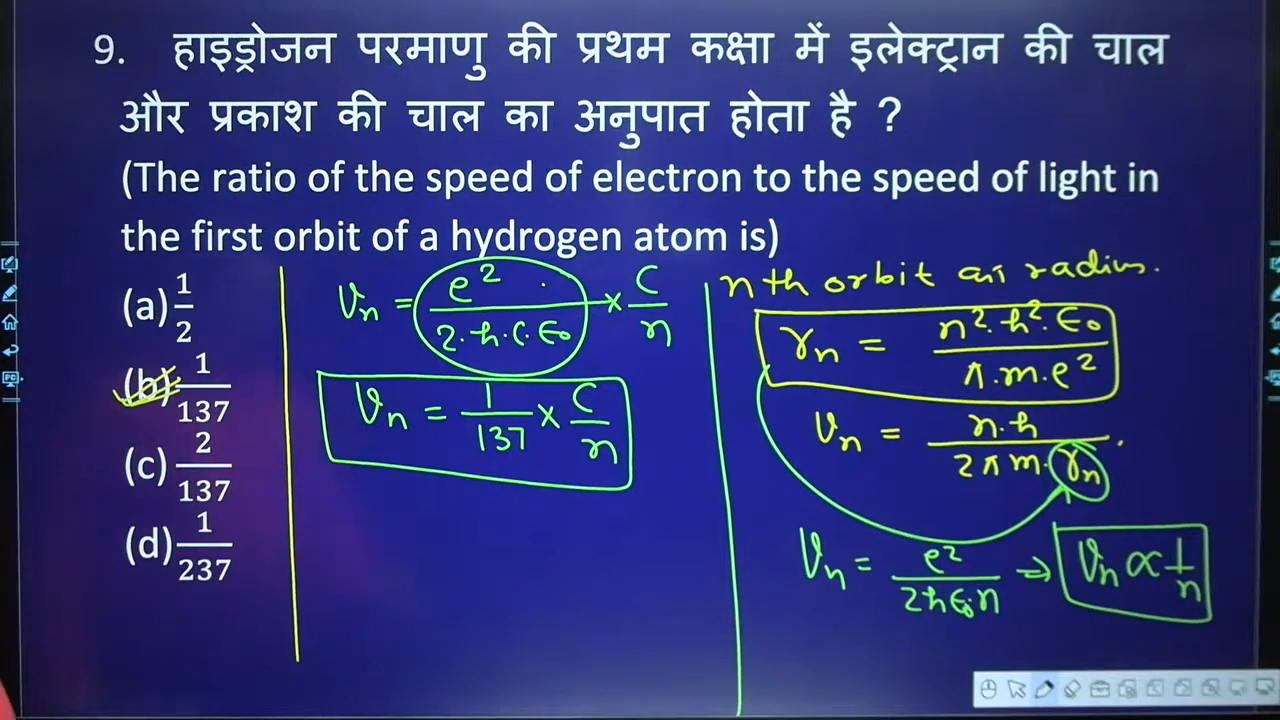 9. हाइड्रोजन परमाणु की प्रथम कक्षा में इलेक्ट्रान की चाल
और प्रकाश की चाल का अनुपात होता है ?
(The ratio of the speed of electron to the speed of light in
the first orbit of a hydrogen atom is)
(a) 1/2
(b) 1/137
(c) 2/137
(d) 1/237
Vn = e²/2.h.c.ε₀ × C/n
Vn = 1/137 × C/n
nth orbit की radius.
rn = n².h².ε₀/π.m.e²
Vn = n.h/2πm.rn
Vn = e²/2hε₀n ⇒ Vn ∝ 1/n